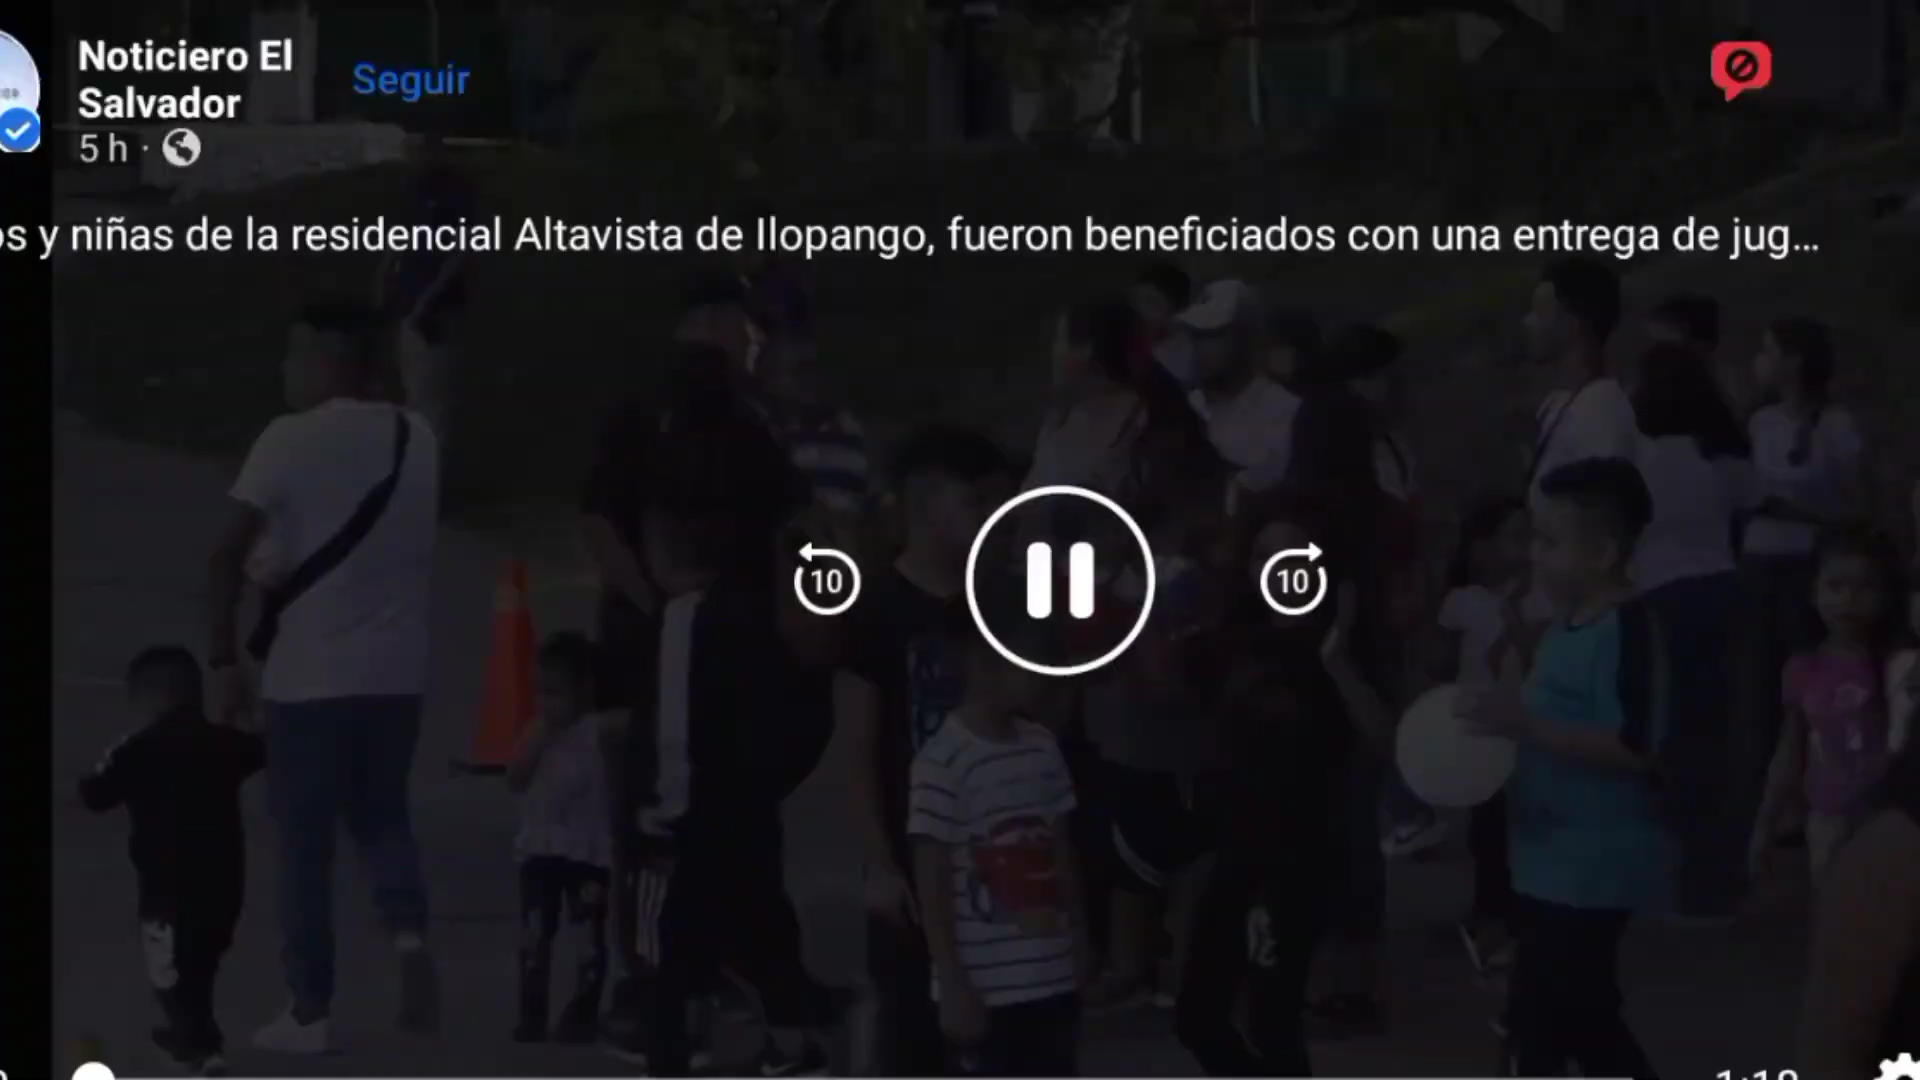 Noticiero El
Salvador
Seguir
5 h ·
os y niñas de la residencial Altavista de Ilopango, fueron beneficiados con una entrega de jug...
10
10